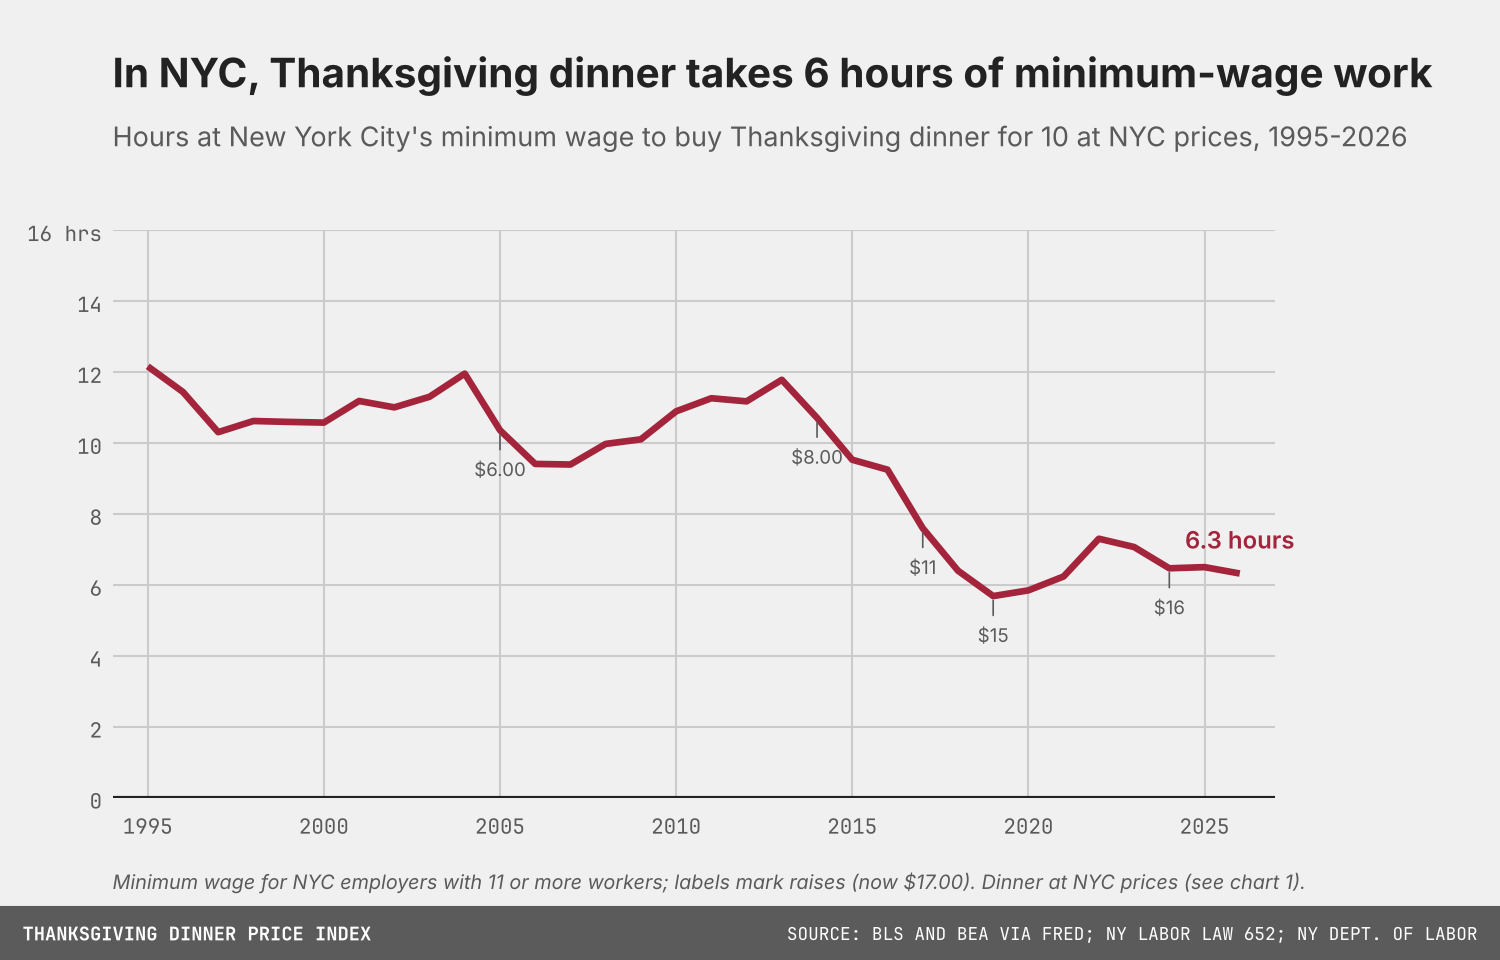 In NYC, Thanksgiving dinner takes 6 hours of minimum-wage work
Hours at New York City's minimum wage to buy Thanksgiving dinner for 10 at NYC prices, 1995-2026
16 hrs
14
12
10
8
6
4
2
0
$6.00
$8.00
$11
$15
$16
6.3 hours
1995 2000 2005 2010 2015 2020 2025
Minimum wage for NYC employers with 11 or more workers; labels mark raises (now $17.00). Dinner at NYC prices (see chart 1).
THANKSGIVING DINNER PRICE INDEX
SOURCE: BLS AND BEA VIA FRED; NY LABOR LAW 652; NY DEPT. OF LABOR